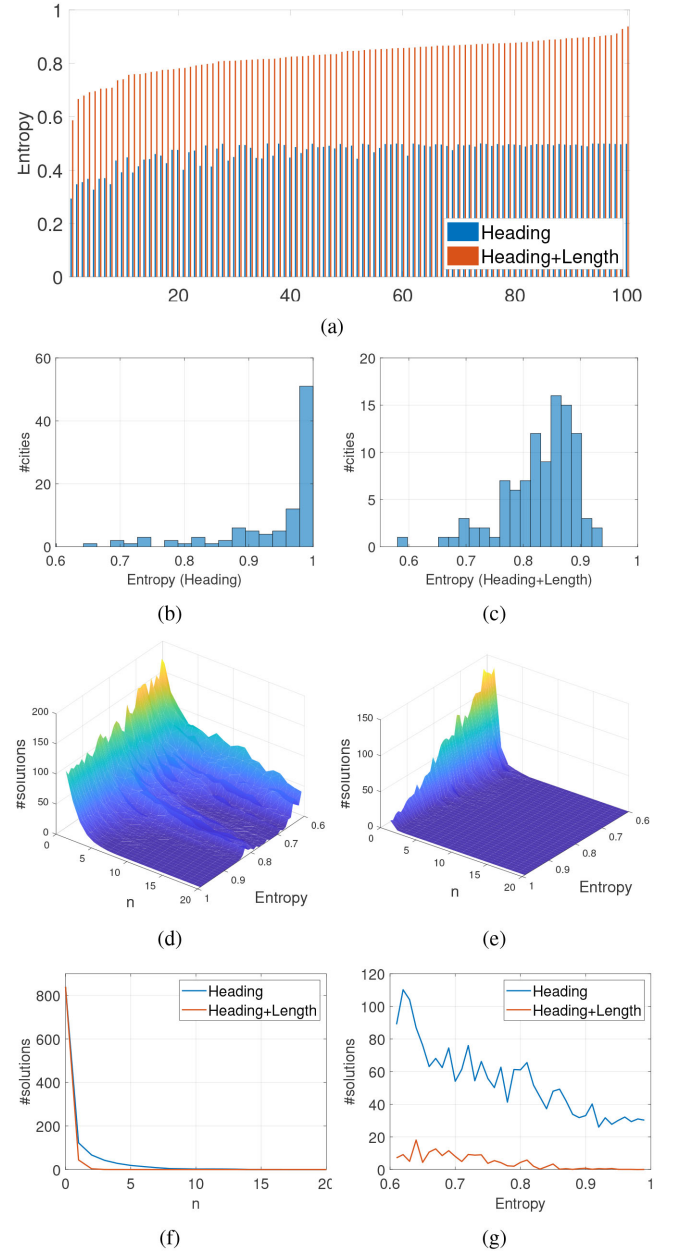 1
0.8
0.6
0.4
0.2
0
Entropy
20 40 60 80 100
Heading
Heading+Length
(a)
60
40
20
0
#cities
0.6 0.7 0.8 0.9 1
Entropy (Heading)
(b)
20
15
10
5
0
#cities
0.6 0.7 0.8 0.9 1
Entropy (Heading+Length)
(c)
200
150
100
50
0
#solutions
0 5 10 15 20
n
1 0.9 0.8 0.7 0.6
Entropy
(d)
150
100
50
0
#solutions
0 5 10 15 20
n
1 0.9 0.8 0.7 0.6
Entropy
(e)
800
600
400
200
0
#solutions
0 5 10 15 20
n
Heading
Heading+Length
(f)
120
100
80
60
40
20
0
#solutions
0.6 0.7 0.8 0.9 1
Entropy
Heading
Heading+Length
(g)